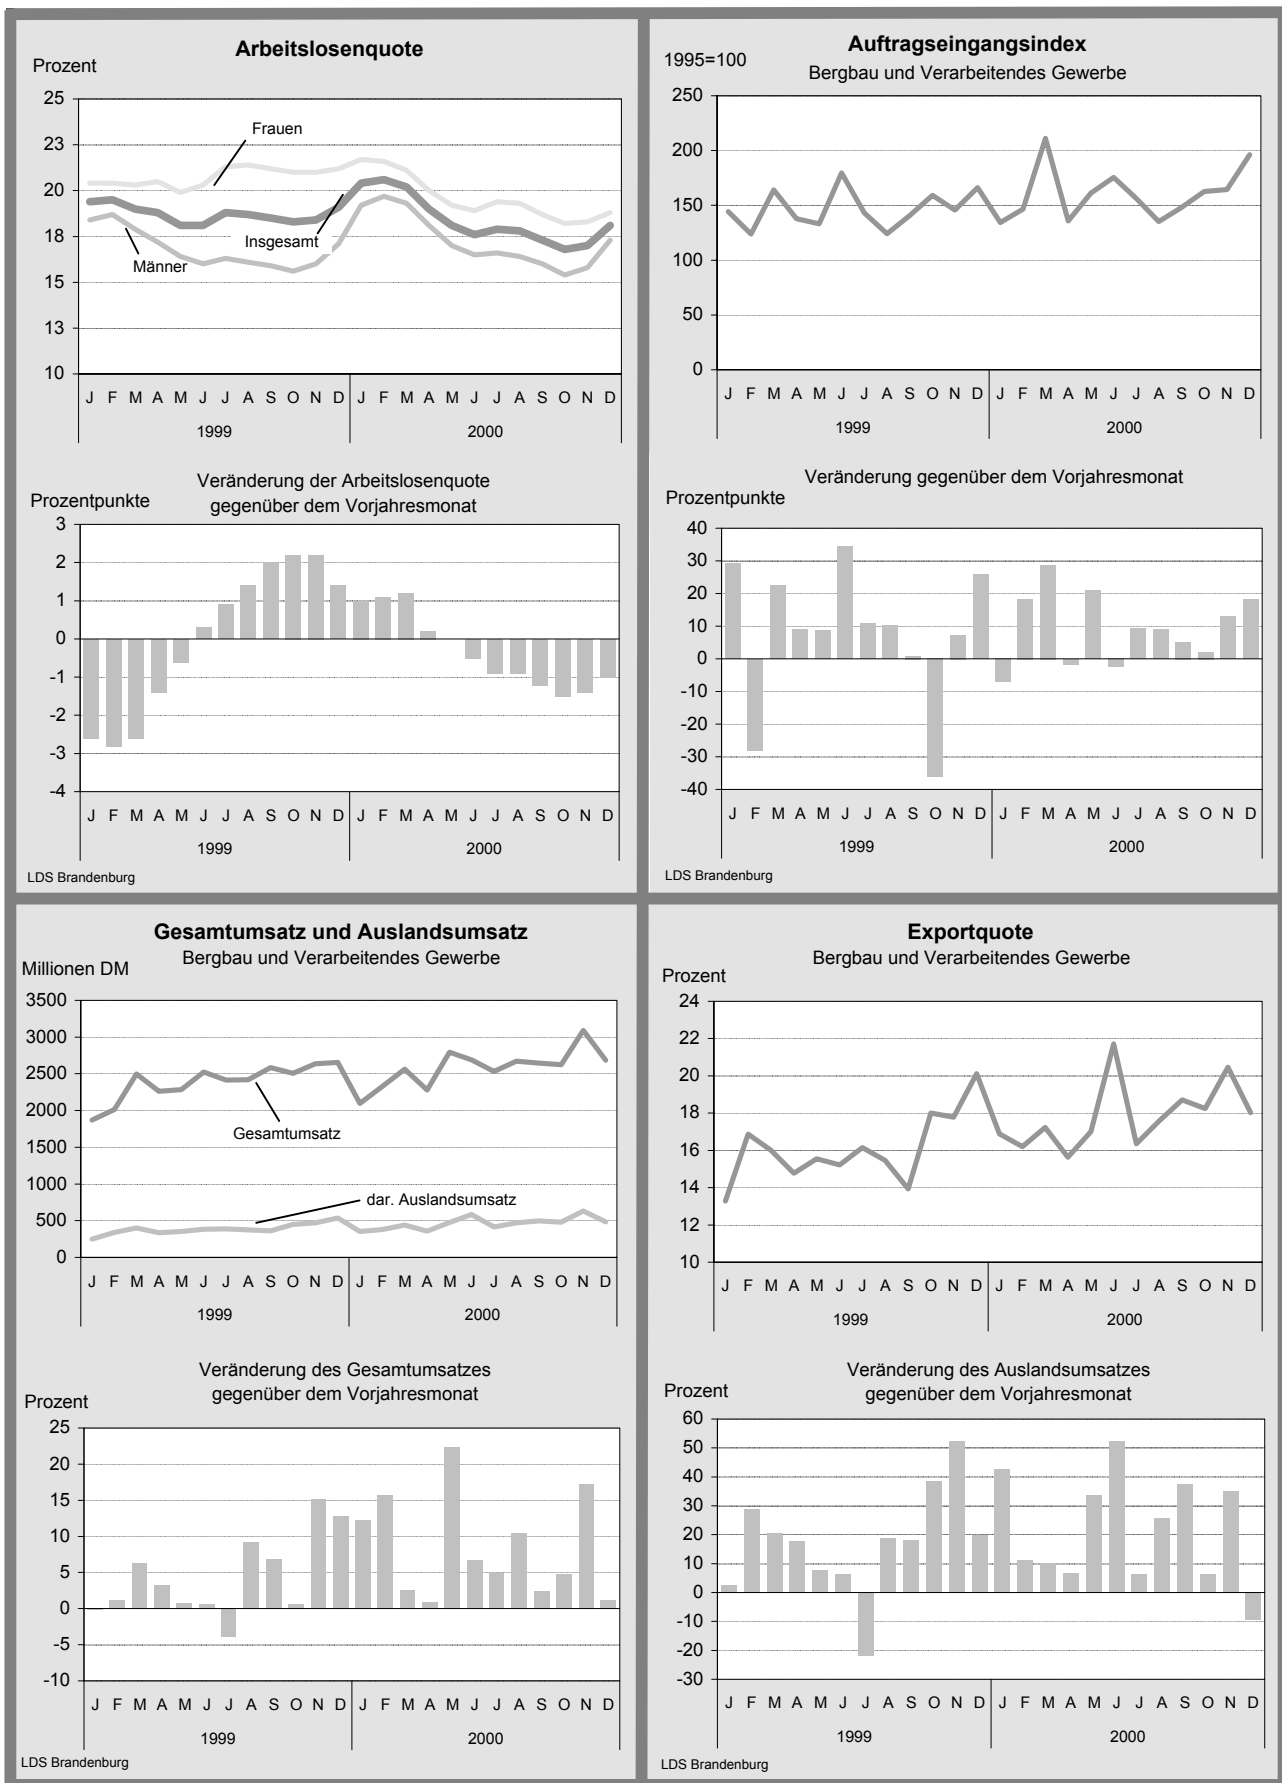 Arbeitslosenquote
Prozent
25
23
20
18
15
13
10
Frauen
Insgesamt
Männer
J F M A M J J A S O N D J F M A M J J A S O N D
1999 2000
Veränderung der Arbeitslosenquote
gegenüber dem Vorjahresmonat
Prozentpunkte
3
2
1
0
-1
-2
-3
-4
J F M A M J J A S O N D J F M A M J J A S O N D
1999 2000
LDS Brandenburg
Auftragseingangsindex
1995=100
Bergbau und Verarbeitendes Gewerbe
250
200
150
100
50
0
J F M A M J J A S O N D J F M A M J J A S O N D
1999 2000
Veränderung gegenüber dem Vorjahresmonat
Prozentpunkte
40
30
20
10
0
-10
-20
-30
-40
J F M A M J J A S O N D J F M A M J J A S O N D
1999 2000
LDS Brandenburg
Gesamtumsatz und Auslandsumsatz
Bergbau und Verarbeitendes Gewerbe
Millionen DM
3500
3000
2500
2000
1500
1000
500
0
Gesamtumsatz
dar. Auslandsumsatz
J F M A M J J A S O N D J F M A M J J A S O N D
1999 2000
Veränderung des Gesamtumsatzes
gegenüber dem Vorjahresmonat
Prozent
25
20
15
10
5
0
-5
-10
J F M A M J J A S O N D J F M A M J J A S O N D
1999 2000
LDS Brandenburg
Exportquote
Bergbau und Verarbeitendes Gewerbe
Prozent
24
22
20
18
16
14
12
10
J F M A M J J A S O N D J F M A M J J A S O N D
1999 2000
Veränderung des Auslandsumsatzes
gegenüber dem Vorjahresmonat
Prozent
60
50
40
30
20
10
0
-10
-20
-30
J F M A M J J A S O N D J F M A M J J A S O N D
1999 2000
LDS Brandenburg